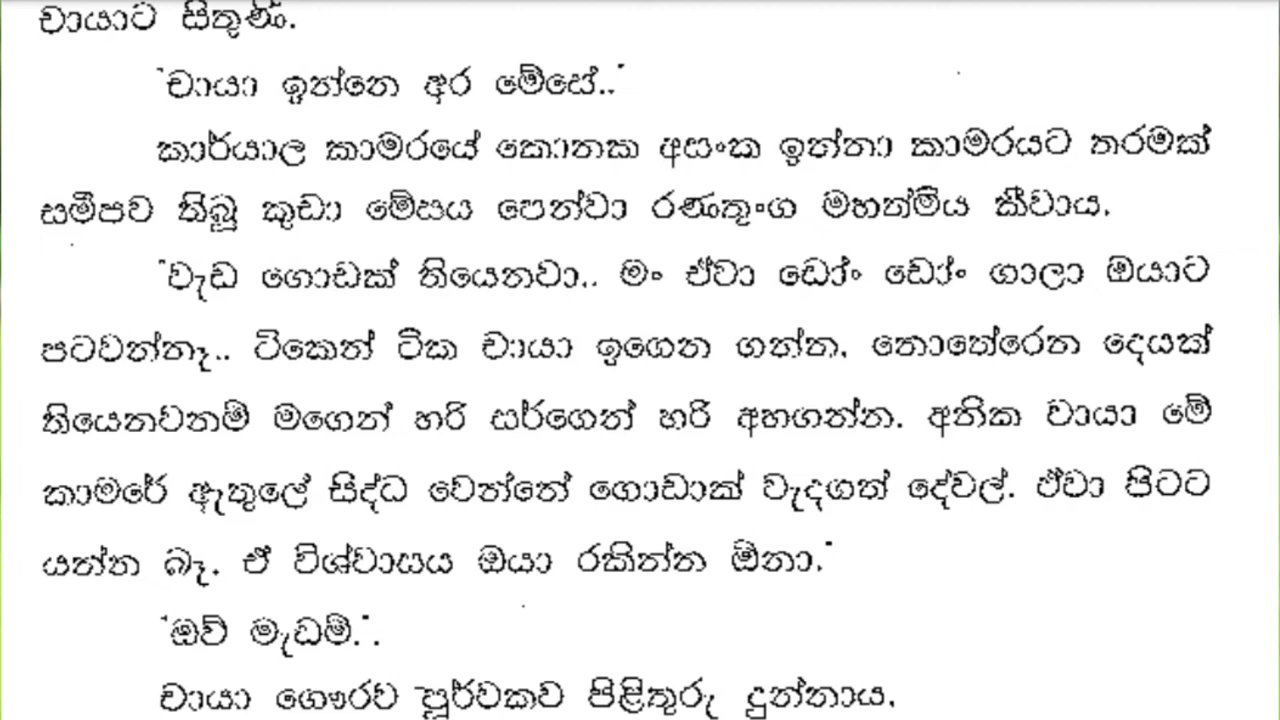 චායාට සිතුණි.
"චායා ඉන්නෙ අර මේසේ.."
කාර්යාල කාමරයේ කොනක අසංක ඉන්නා කාමරයට තරමක්
සමීපව තිබූ කුඩා මේසය පෙන්වා රණතුංග මහත්මිය කීවාය.
"වැඩ ගොඩක් තියෙනවා.. මං ඒවා ඩෝං ඩෝං ගාලා ඔයාට
පටවන්නෑ.. ටිකෙන් ටික චායා ඉගෙන ගන්න. නොතේරෙන දෙයක්
තියෙනවනම් මගෙන් හරි සර්ගෙන් හරි අහගන්න. අනික චායා මේ
කාමරේ ඇතුලේ සිද්ධ වෙන්නේ ගොඩාක් වැදගත් දේවල්. ඒවා පිටට
යන්න බෑ. ඒ විශ්වාසය ඔයා රකින්න ඕනා."
"ඔව් මැඩම්.".
චායා ගෞරව පූර්වකව පිළිතුරු දුන්නාය.